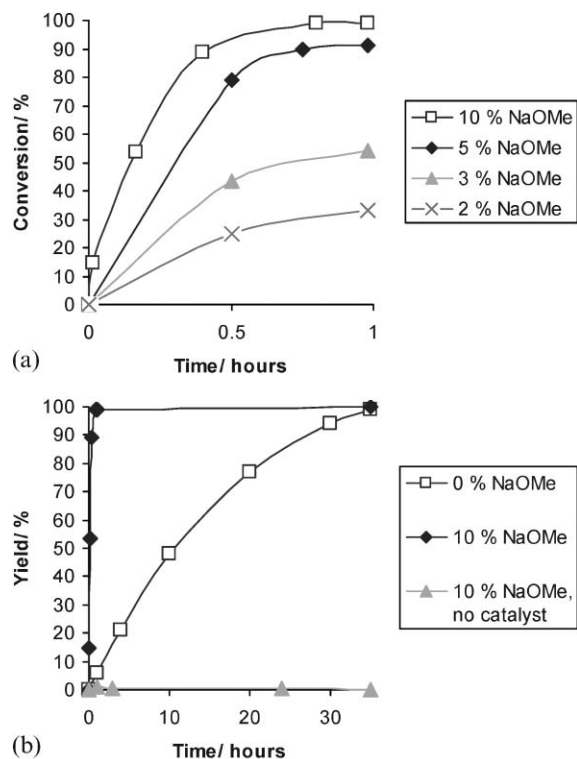 100
90
80
70
60
50
40
30
20
10
0
Conversion/ %
0
0.5
1
Time/ hours
10 % NaOMe
5 % NaOMe
3 % NaOMe
2 % NaOMe
(a)
100
90
80
70
60
50
40
30
20
10
0
Yield/ %
0
10
20
30
Time/ hours
0 % NaOMe
10 % NaOMe
10 % NaOMe,
no catalyst
(b)